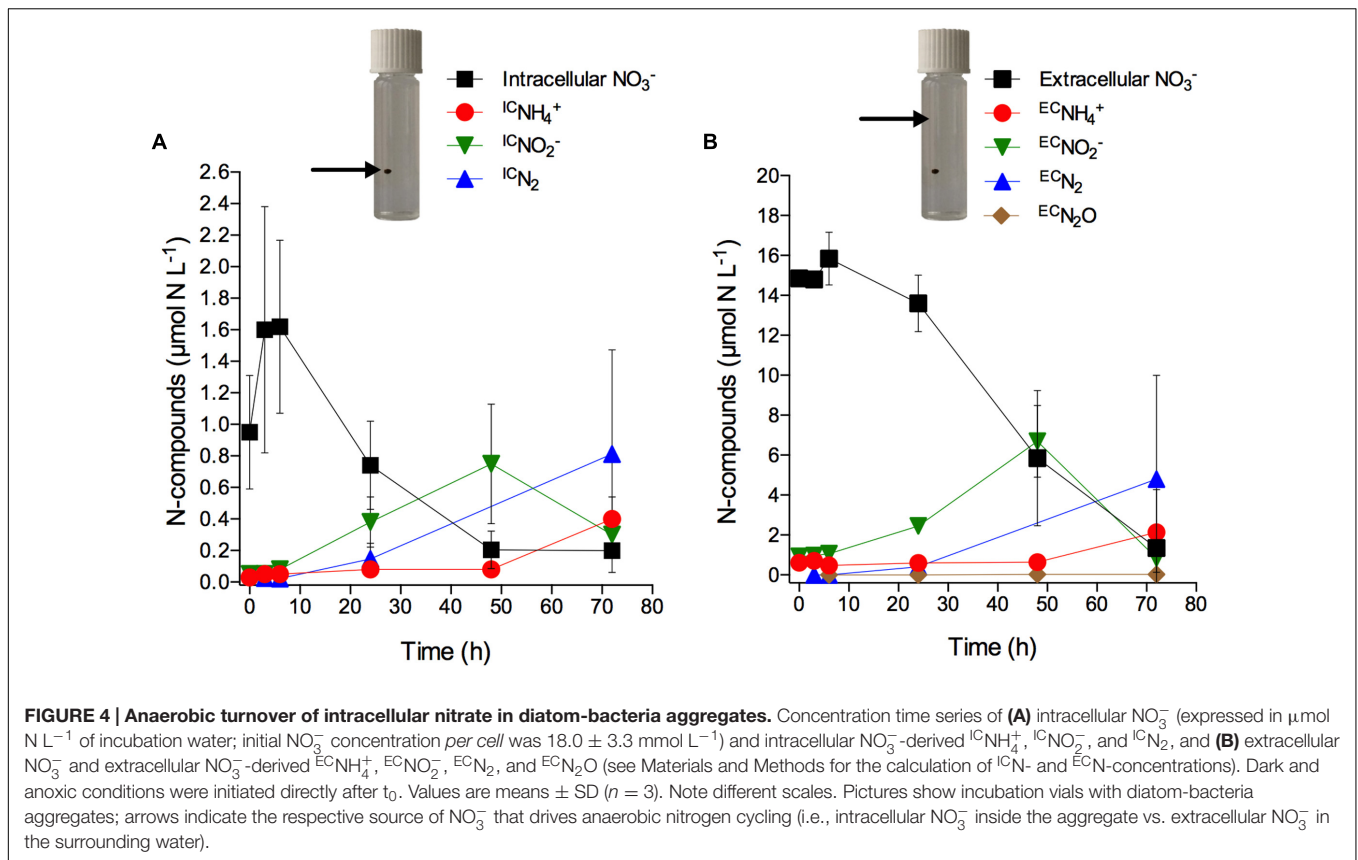 Intracellular NO₃⁻
ᴵᶜNH₄⁺
ᴵᶜNO₂⁻
ᴵᶜN₂
A
N-compounds (µmol N L⁻¹)
2.6
2.4
2.2
2.0
1.8
1.6
1.4
1.2
1.0
0.8
0.6
0.4
0.2
0.0
0 10 20 30 40 50 60 70 80
Time (h)
Extracellular NO₃⁻
ᴱᶜNH₄⁺
ᴱᶜNO₂⁻
ᴱᶜN₂
ᴱᶜN₂O
B
N-compounds (µmol N L⁻¹)
20
18
16
14
12
10
8
6
4
2
0
0 10 20 30 40 50 60 70 80
Time (h)
FIGURE 4 | Anaerobic turnover of intracellular nitrate in diatom-bacteria aggregates. Concentration time series of (A) intracellular NO₃⁻ (expressed in µmol
N L⁻¹ of incubation water; initial NO₃⁻ concentration per cell was 18.0 ± 3.3 mmol L⁻¹) and intracellular NO₃⁻-derived ᴵᶜNH₄⁺, ᴵᶜNO₂⁻, and ᴵᶜN₂, and (B) extracellular
NO₃⁻ and extracellular NO₃⁻-derived ᴱᶜNH₄⁺, ᴱᶜNO₂⁻, ᴱᶜN₂, and ᴱᶜN₂O (see Materials and Methods for the calculation of ᴵᶜN- and ᴱᶜN-concentrations). Dark and
anoxic conditions were initiated directly after t₀. Values are means ± SD (n = 3). Note different scales. Pictures show incubation vials with diatom-bacteria
aggregates; arrows indicate the respective source of NO₃⁻ that drives anaerobic nitrogen cycling (i.e., intracellular NO₃⁻ inside the aggregate vs. extracellular NO₃⁻ in
the surrounding water).